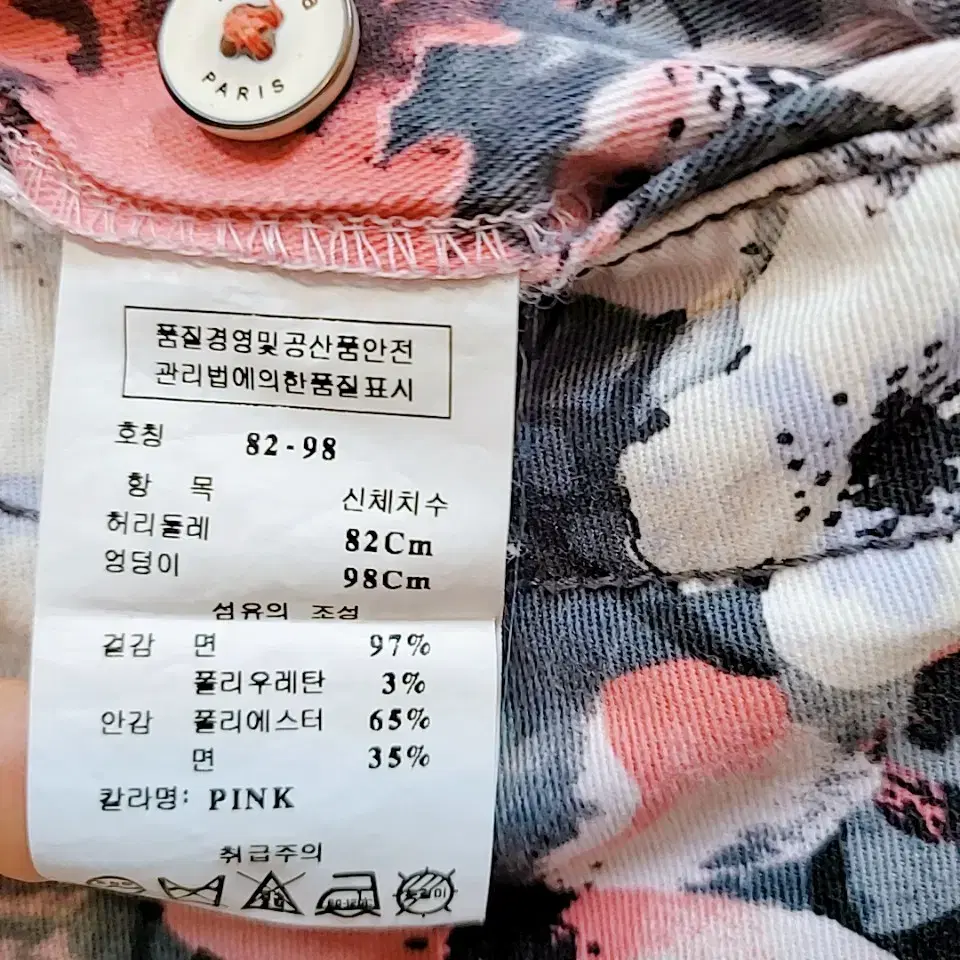 PARIS
품질경영및공산품안전
관리법에의한품질표시
호칭 82-98
항 목 신체치수
허리둘레 82Cm
엉덩이 98Cm
섬유의 조성
겉감 면 97%
폴리우레탄 3%
안감 폴리에스터 65%
면 35%
칼라명: PINK
취급주의
드라이